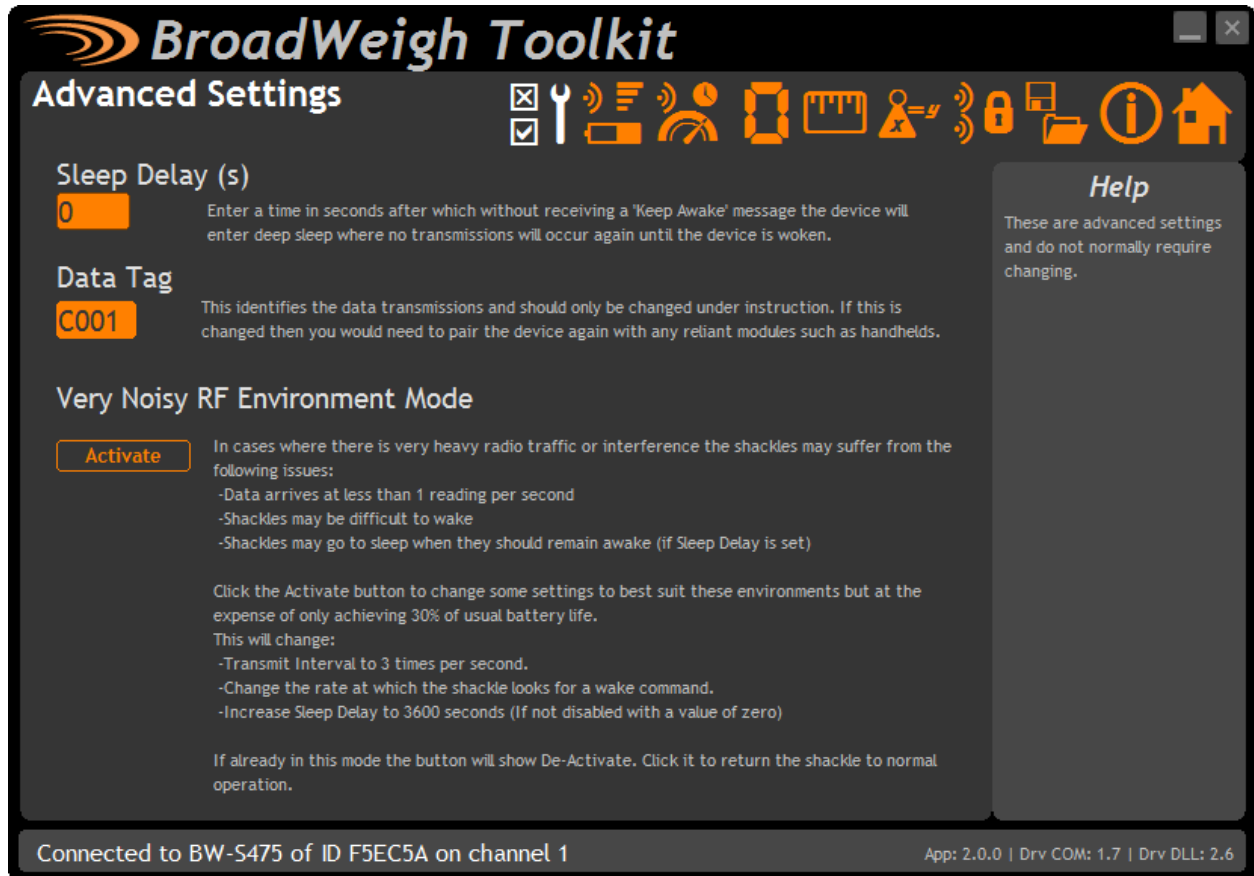 BroadWeigh Toolkit
Advanced Settings
x=y
Sleep Delay (s)
0
Enter a time in seconds after which without receiving a 'Keep Awake' message the device will
enter deep sleep where no transmissions will occur again until the device is woken.
Data Tag
C001
This identifies the data transmissions and should only be changed under instruction. If this is
changed then you would need to pair the device again with any reliant modules such as handhelds.
Very Noisy RF Environment Mode
Activate
In cases where there is very heavy radio traffic or interference the shackles may suffer from the
following issues:
-Data arrives at less than 1 reading per second
-Shackles may be difficult to wake
-Shackles may go to sleep when they should remain awake (if Sleep Delay is set)
Click the Activate button to change some settings to best suit these environments but at the
expense of only achieving 30% of usual battery life.
This will change:
-Transmit Interval to 3 times per second.
-Change the rate at which the shackle looks for a wake command.
-Increase Sleep Delay to 3600 seconds (If not disabled with a value of zero)
If already in this mode the button will show De-Activate. Click it to return the shackle to normal
operation.
Help
These are advanced settings
and do not normally require
changing.
Connected to BW-S475 of ID F5EC5A on channel 1
App: 2.0.0 | Drv COM: 1.7 | Drv DLL: 2.6